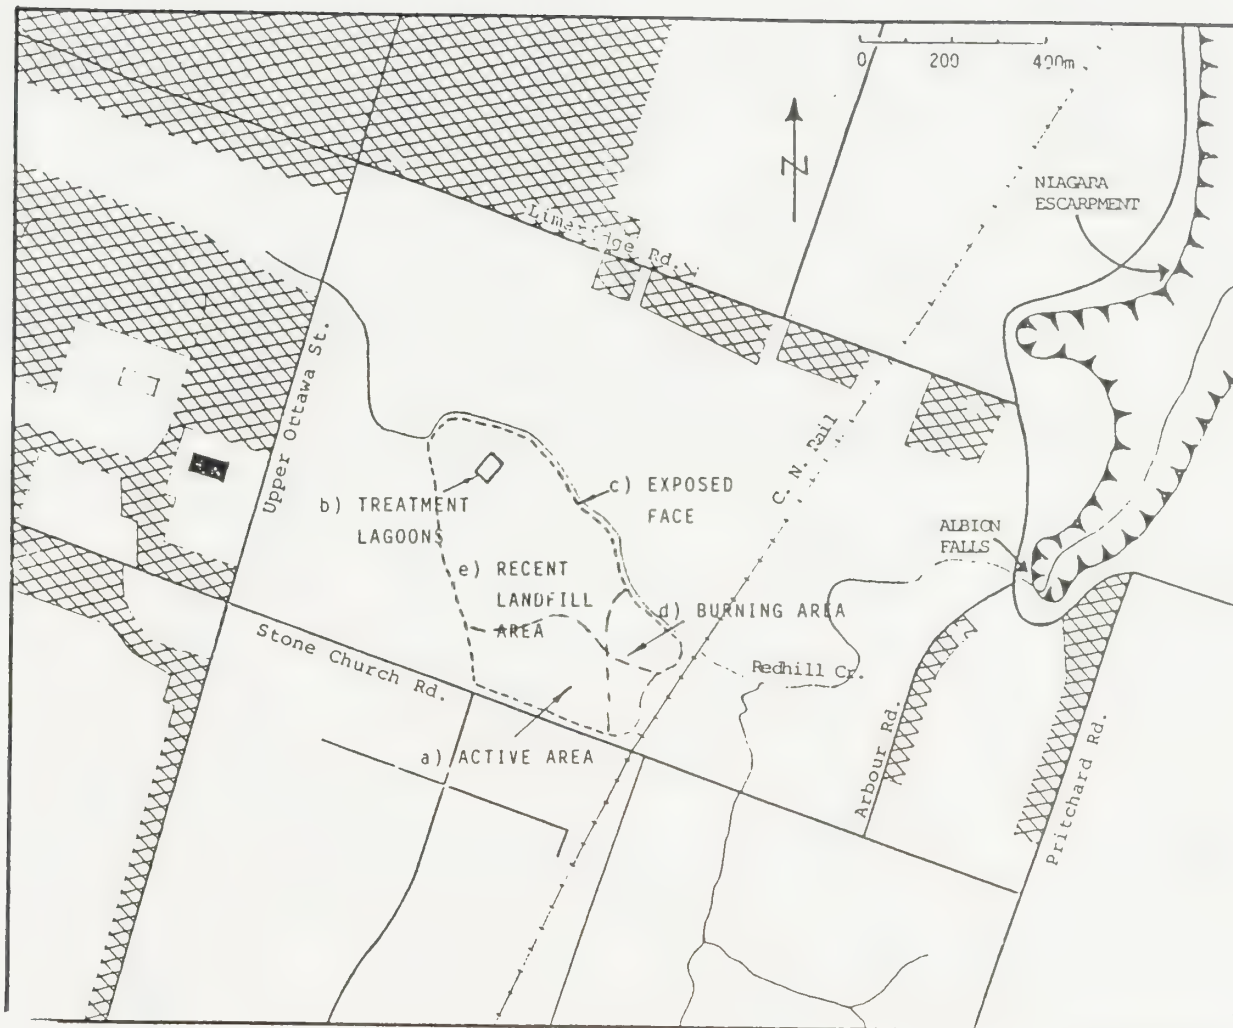 0 200 400m
N
NIAGARA
ESCARPMENT
Limeridge Rd.
Upper Ottawa St.
C. N. Rail
b) TREATMENT
LAGOONS
c) EXPOSED
FACE
ALBION
FALLS
e) RECENT
LANDFILL
AREA
d) BURNING AREA
Stone Church Rd.
Redhill Cr.
a) ACTIVE AREA
Arbour Rd.
Pritchard Rd.